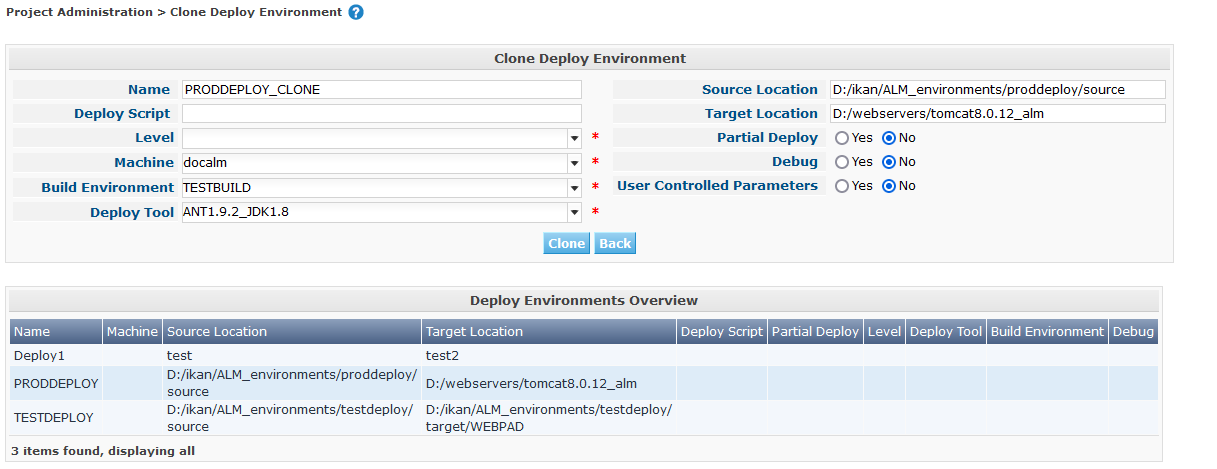 Project Administration > Clone Deploy Environment ?
Clone Deploy Environment
Name PRODDEPLOY_CLONE
Deploy Script
Level *
Machine docalm *
Build Environment TESTBUILD *
Deploy Tool ANT1.9.2_JDK1.8 *
Source Location D:/ikan/ALM_environments/proddeploy/source
Target Location D:/webservers/tomcat8.0.12_alm
Partial Deploy Yes No
Debug Yes No
User Controlled Parameters Yes No
Clone Back
Deploy Environments Overview
Name Machine Source Location Target Location Deploy Script Partial Deploy Level Deploy Tool Build Environment Debug
Deploy1 test test2
PRODDEPLOY D:/ikan/ALM_environments/proddeploy/
source D:/webservers/tomcat8.0.12_alm
TESTDEPLOY D:/ikan/ALM_environments/testdeploy/
source D:/ikan/ALM_environments/testdeploy/
target/WEBPAD
3 items found, displaying all